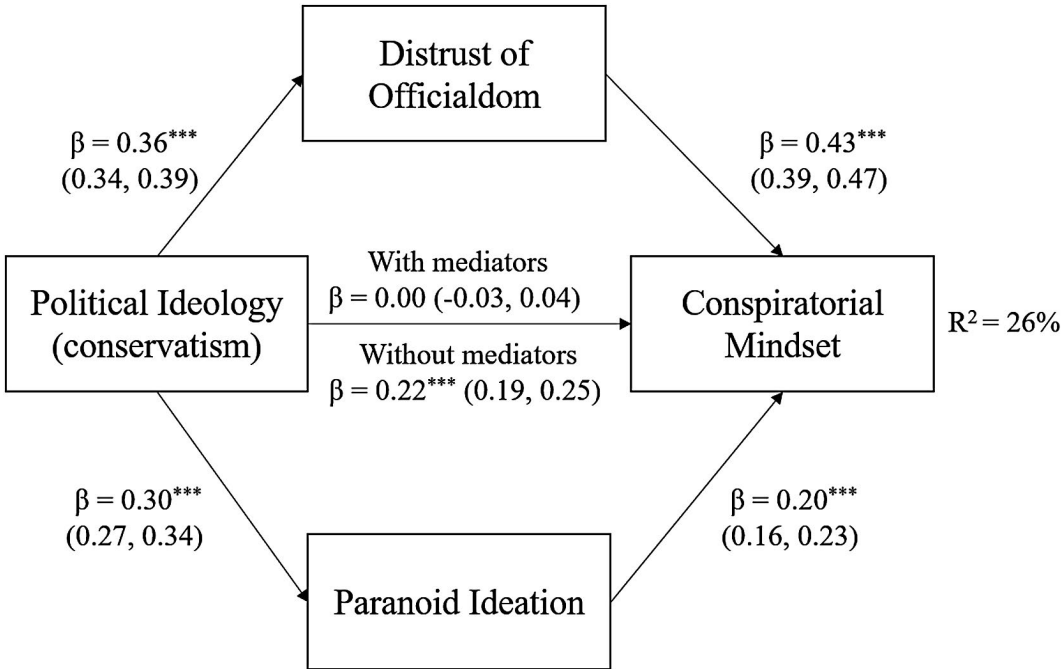 Distrust of
Officialdom
β = 0.36***
(0.34, 0.39)
β = 0.43***
(0.39, 0.47)
Political Ideology
(conservatism)
With mediators
β = 0.00 (-0.03, 0.04)
Without mediators
β = 0.22*** (0.19, 0.25)
Conspiratorial
Mindset
R² = 26%
β = 0.30***
(0.27, 0.34)
β = 0.20***
(0.16, 0.23)
Paranoid Ideation